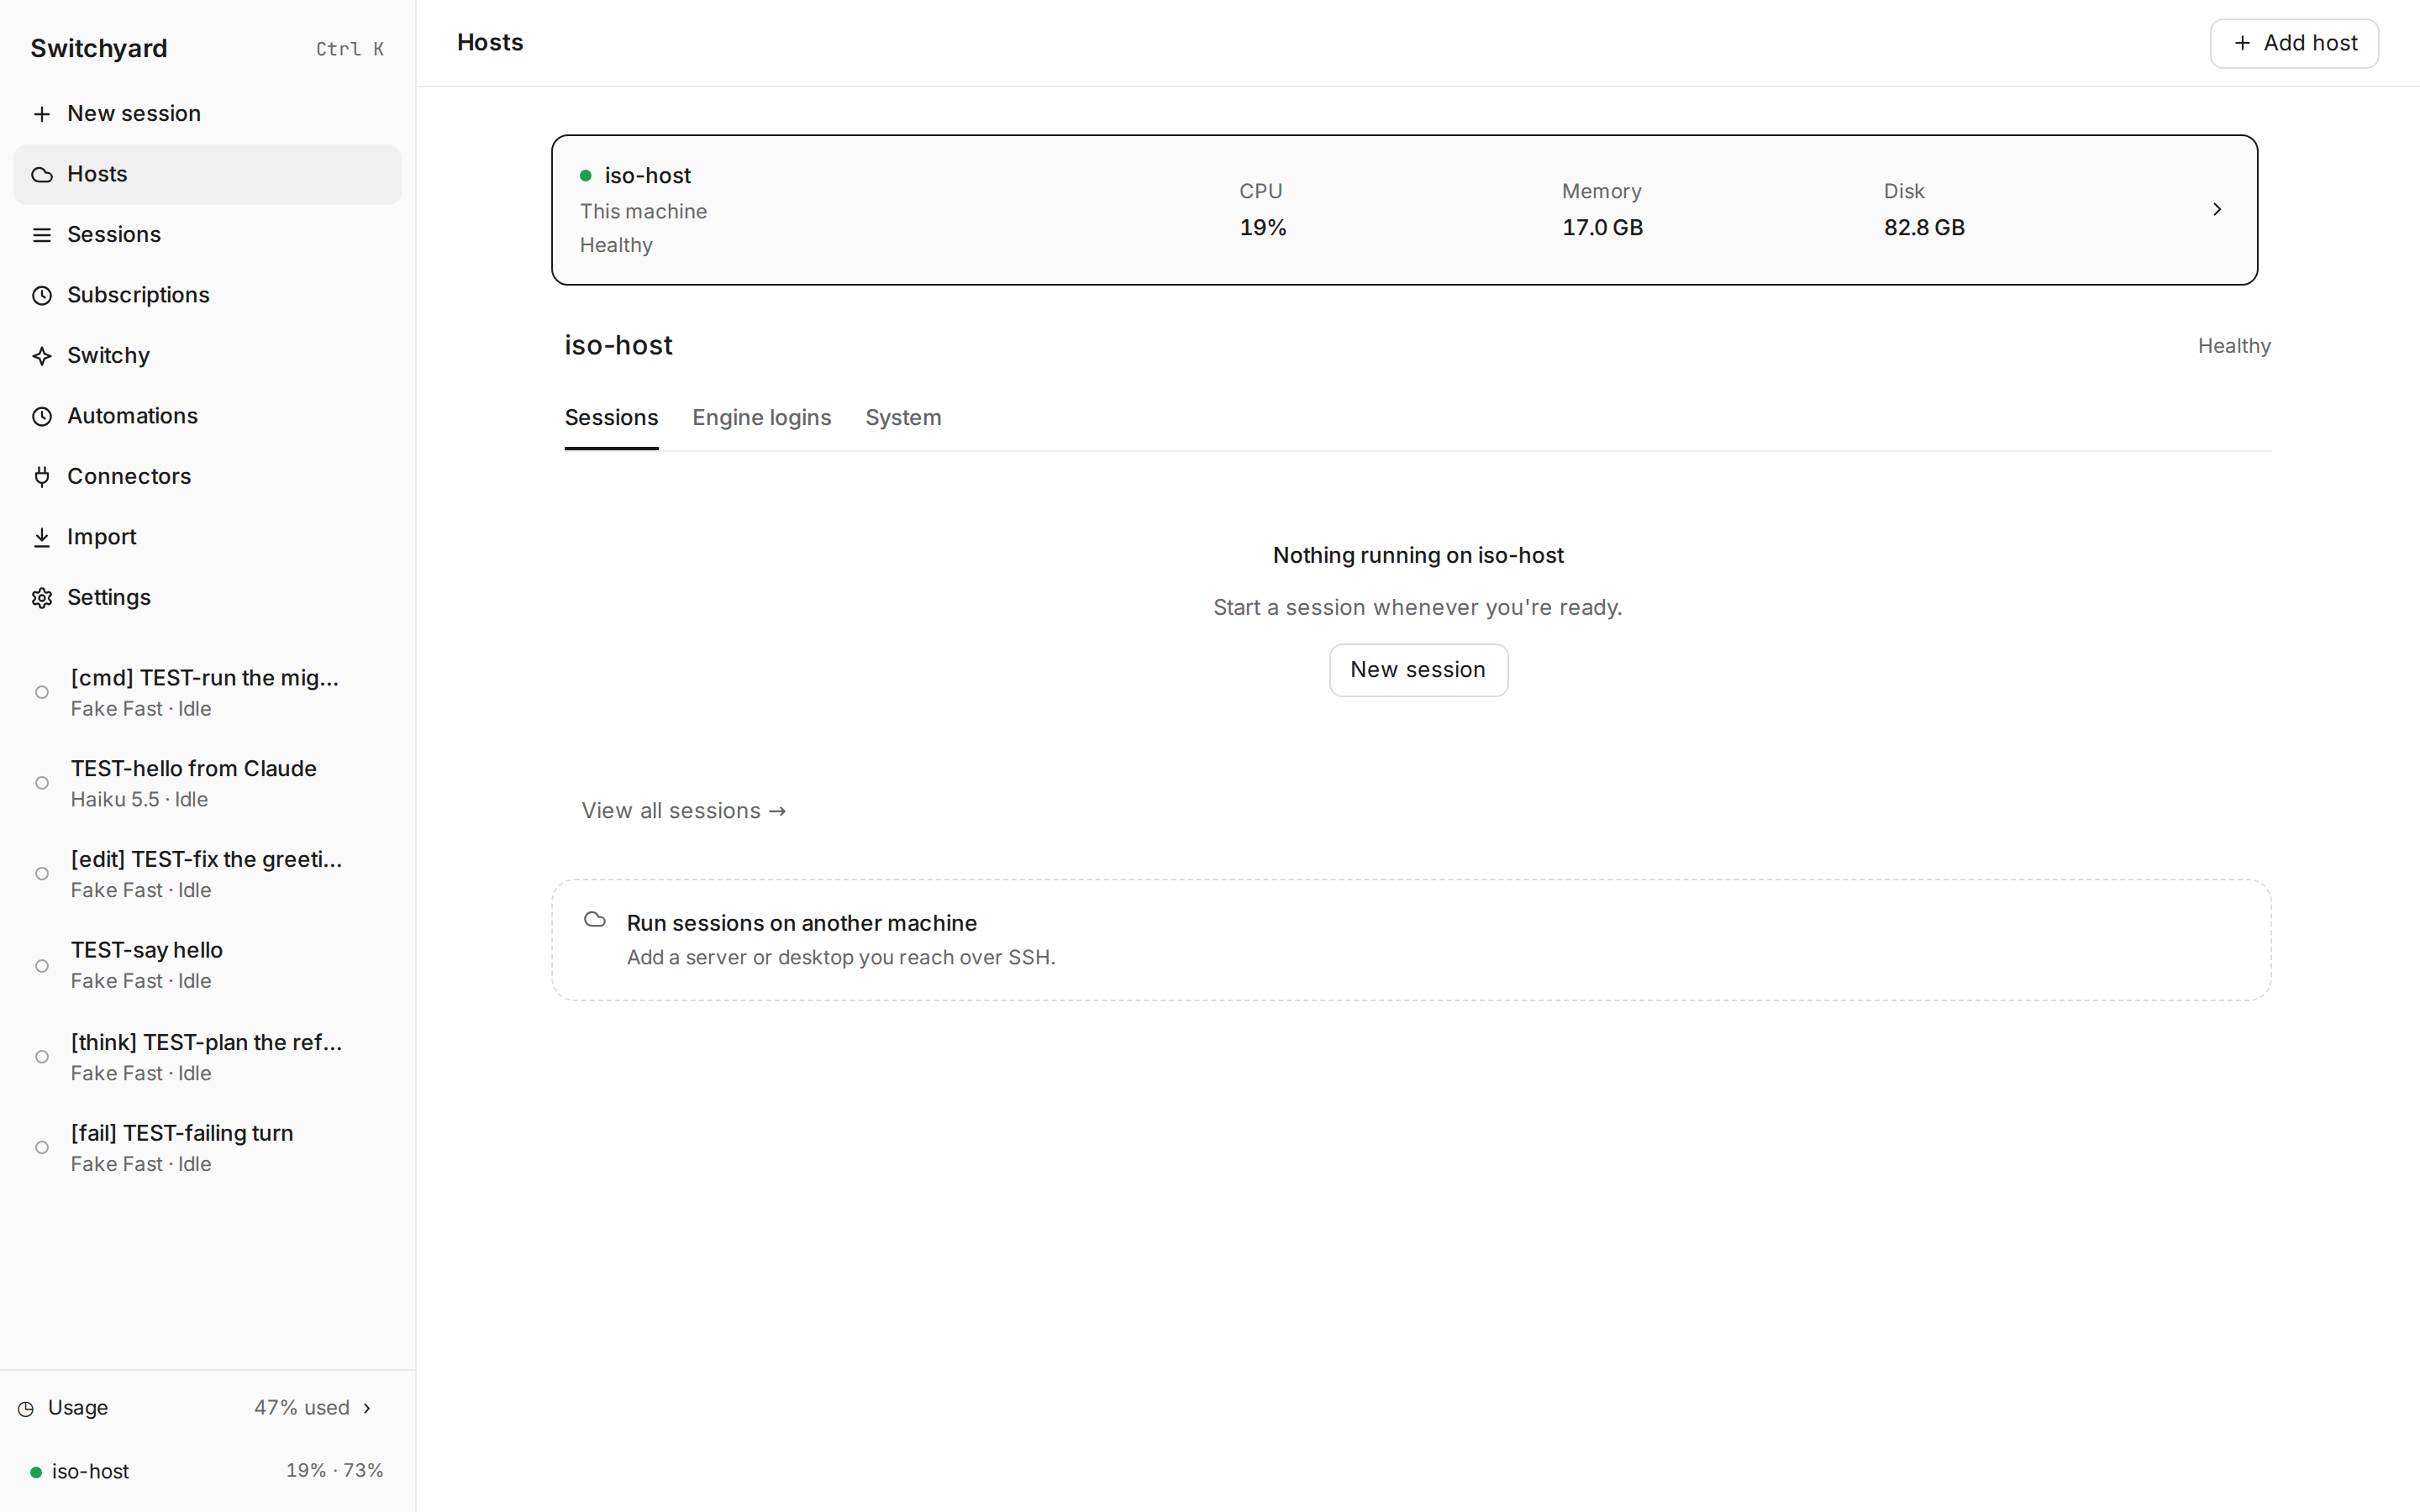 Switchyard
Ctrl K
New session
Hosts
Sessions
Subscriptions
Switchy
Automations
Connectors
Import
Settings
[cmd] TEST-run the mig...
Fake Fast · Idle
TEST-hello from Claude
Haiku 5.5 · Idle
[edit] TEST-fix the greeti...
Fake Fast · Idle
TEST-say hello
Fake Fast · Idle
[think] TEST-plan the ref...
Fake Fast · Idle
[fail] TEST-failing turn
Fake Fast · Idle
Usage 47% used ›
iso-host 19% · 73%
Hosts
+ Add host
iso-host
This machine
Healthy
CPU
19%
Memory
17.0 GB
Disk
82.8 GB
iso-host
Healthy
Sessions Engine logins System
Nothing running on iso-host
Start a session whenever you're ready.
New session
View all sessions →
Run sessions on another machine
Add a server or desktop you reach over SSH.